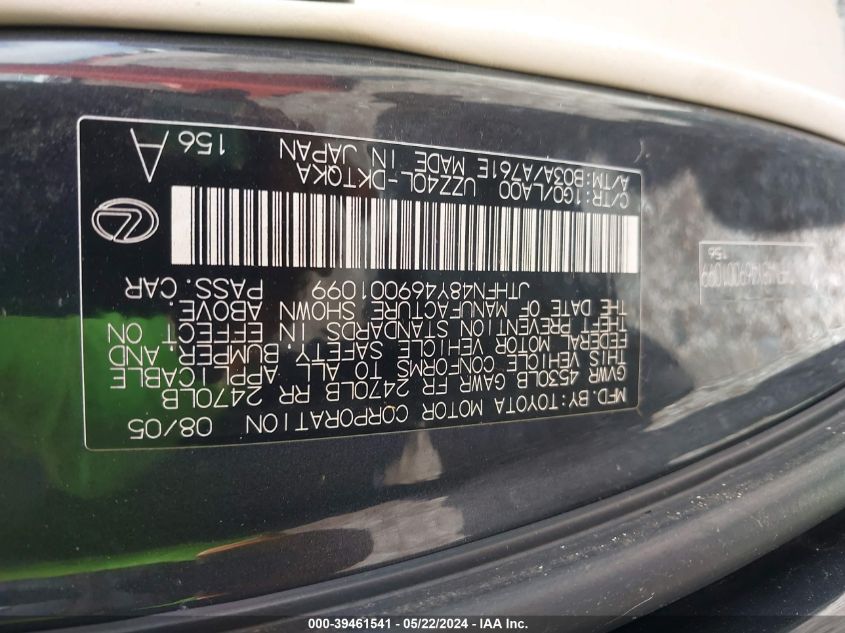 MFD. BY: TOYOTA MOTOR CORPORATION 08/05
GVWR 4530LB GAWR FR 2470LB RR 2470LB
THIS VEHICLE CONFORMS TO ALL APPLICABLE
FEDERAL MOTOR VEHICLE SAFETY, BUMPER, AND
THEFT PREVENTION STANDARDS IN EFFECT ON
THE DATE OF MANUFACTURE SHOWN ABOVE.
JTHFN48Y469001099 PASS. CAR
C/TR: 1G0/LA00 UZZ40L-DKTQKA
A/TM: B03A/A761E MADE IN JAPAN
156 A
JTHFN48Y469001099
156
000-39461541 / 05/22/2024 - IAA Inc.